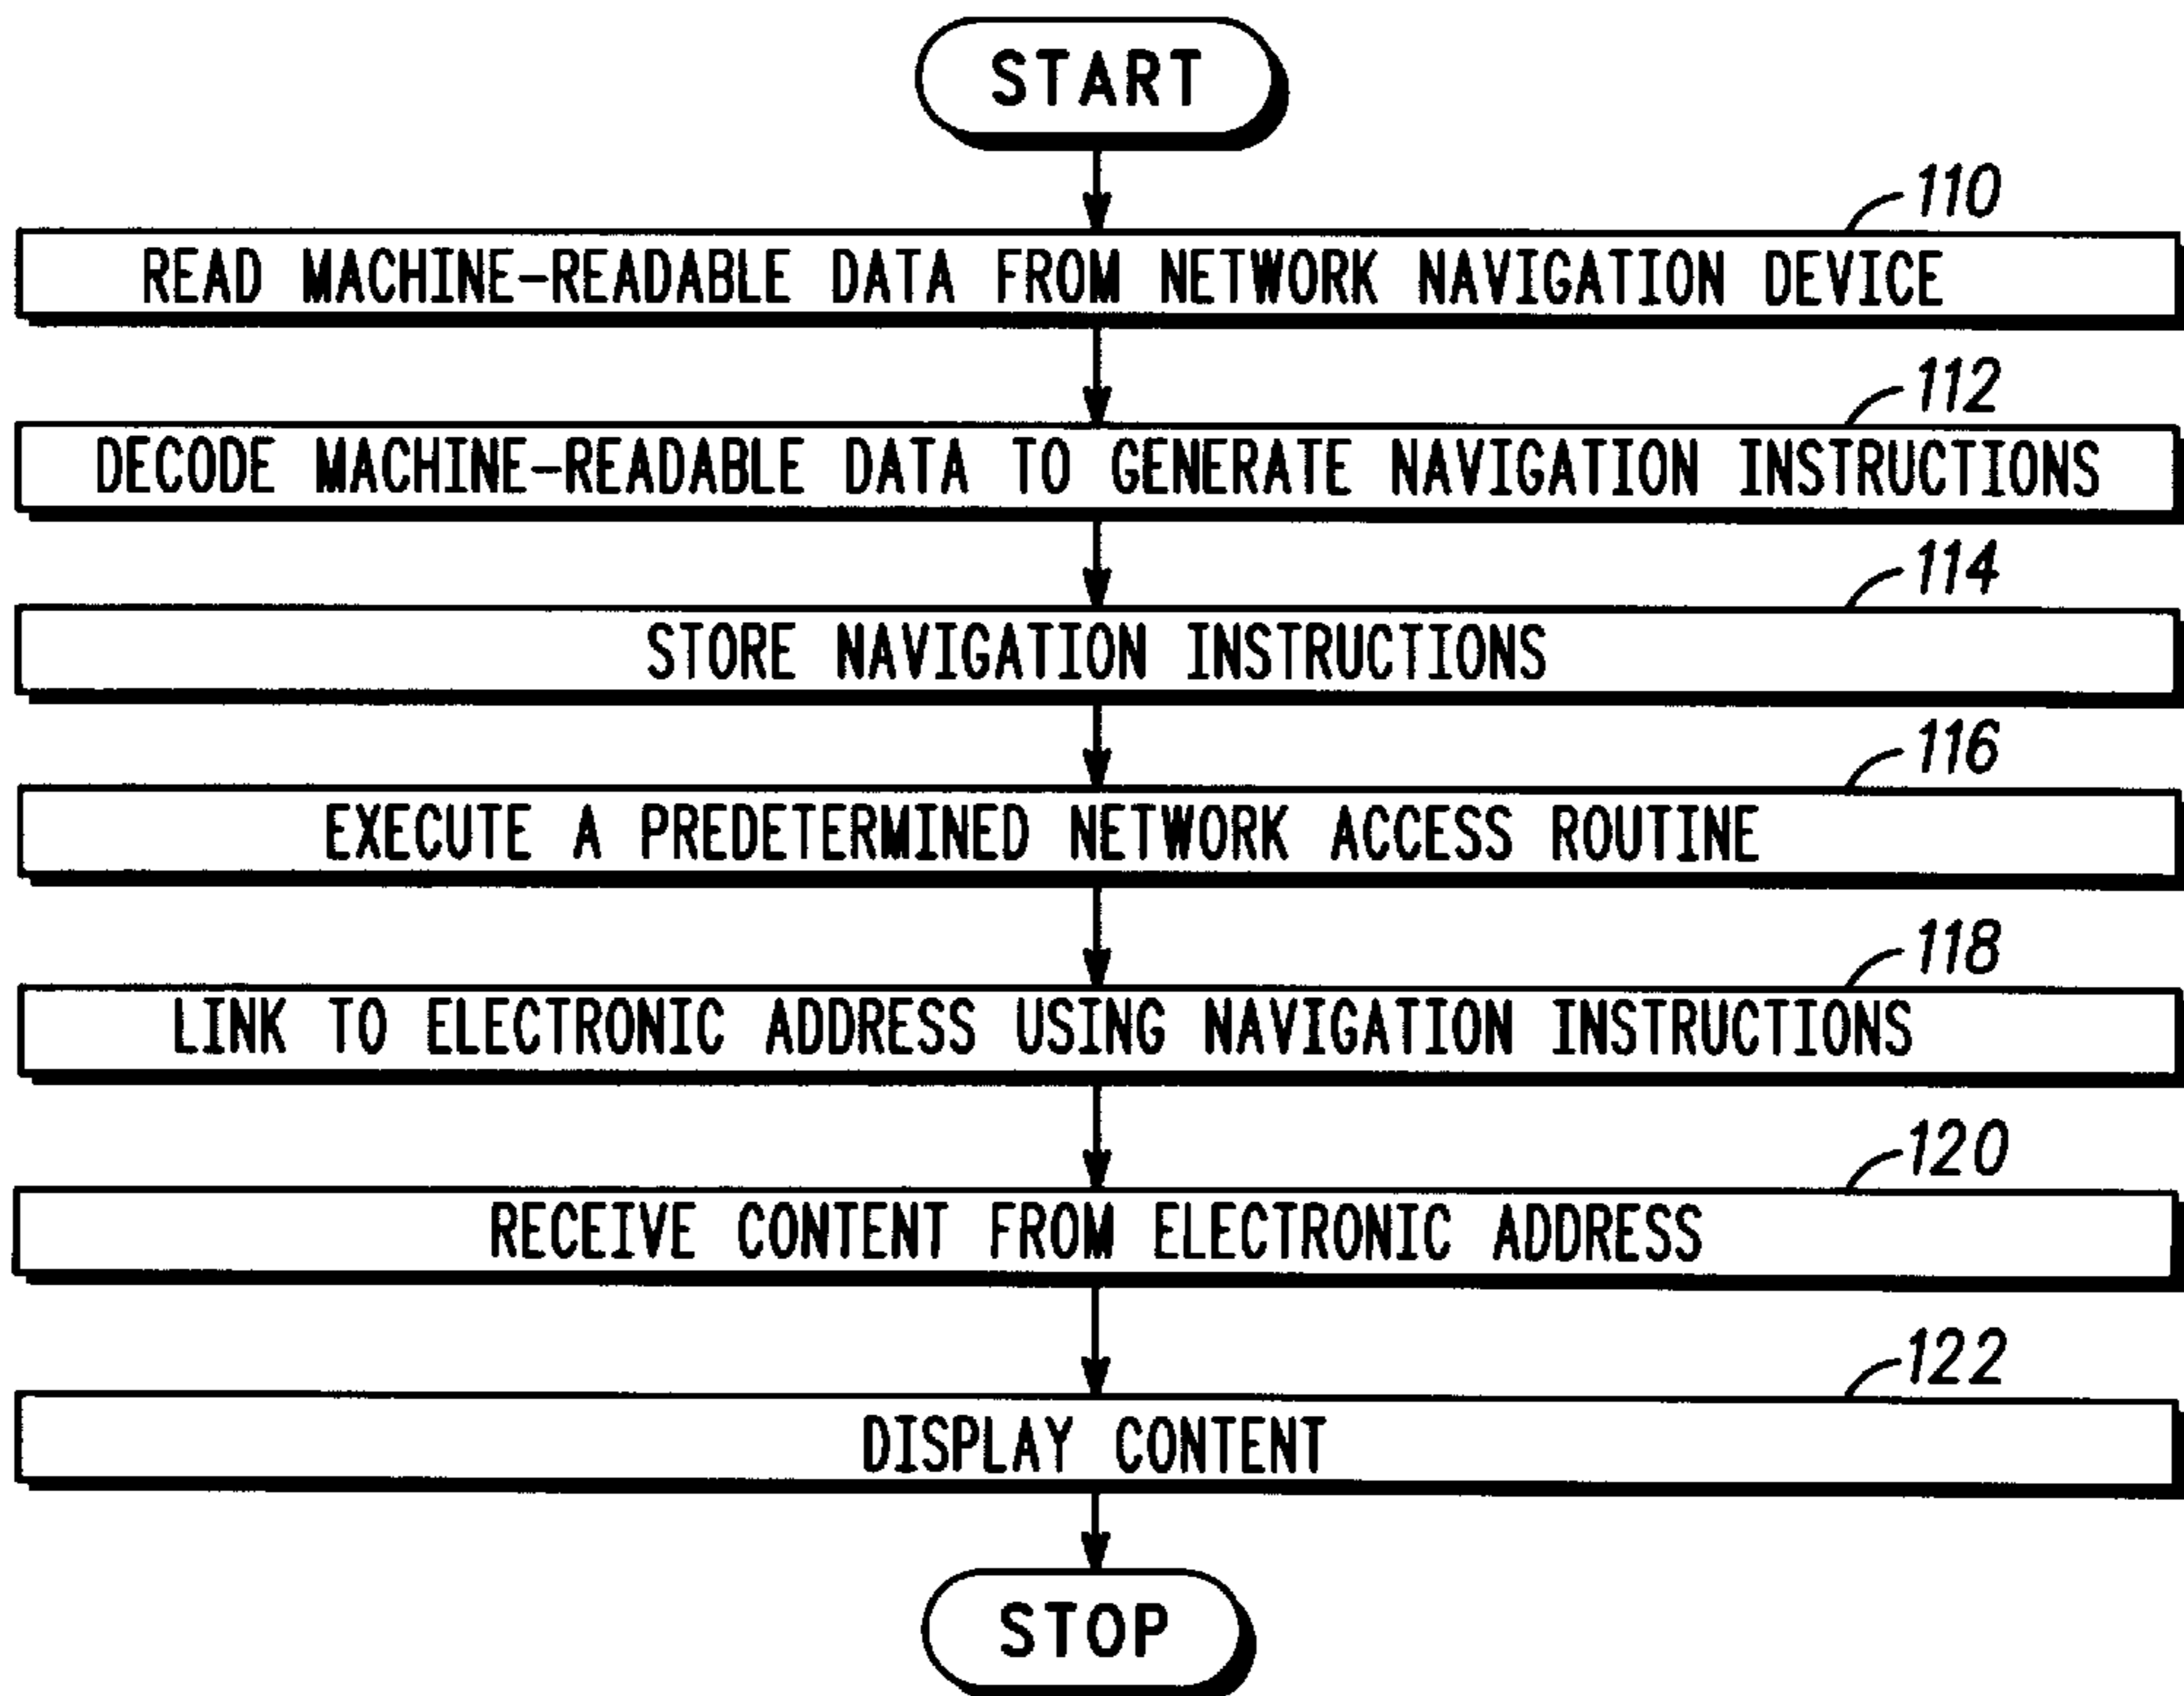 START
110
READ MACHINE-READABLE DATA FROM NETWORK NAVIGATION DEVICE
112
DECODE MACHINE-READABLE DATA TO GENERATE NAVIGATION INSTRUCTIONS
114
STORE NAVIGATION INSTRUCTIONS
116
EXECUTE A PREDETERMINED NETWORK ACCESS ROUTINE
118
LINK TO ELECTRONIC ADDRESS USING NAVIGATION INSTRUCTIONS
120
RECEIVE CONTENT FROM ELECTRONIC ADDRESS
122
DISPLAY CONTENT
STOP